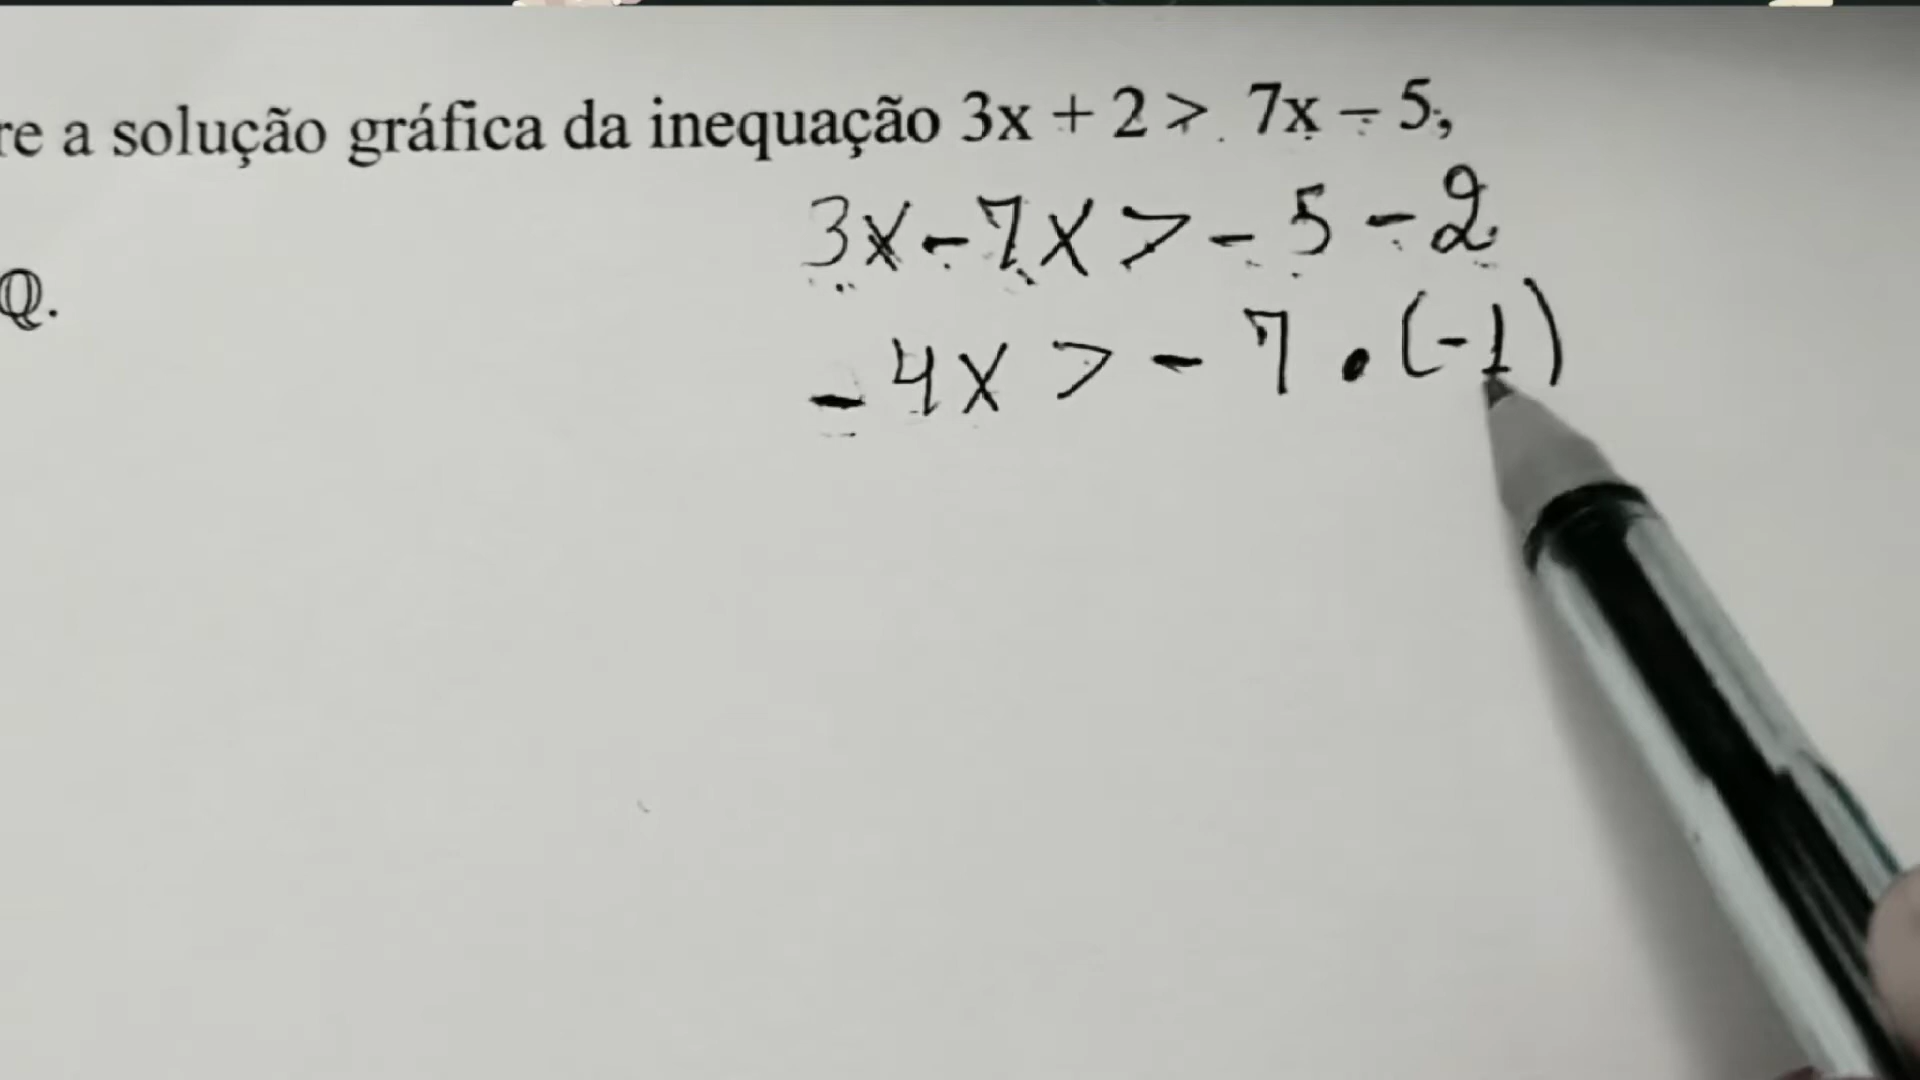 re a solução gráfica da inequação 3x + 2 > 7x – 5,
3x - 7x > - 5 - 2
ℚ.
- 4x > - 7 • (-1)